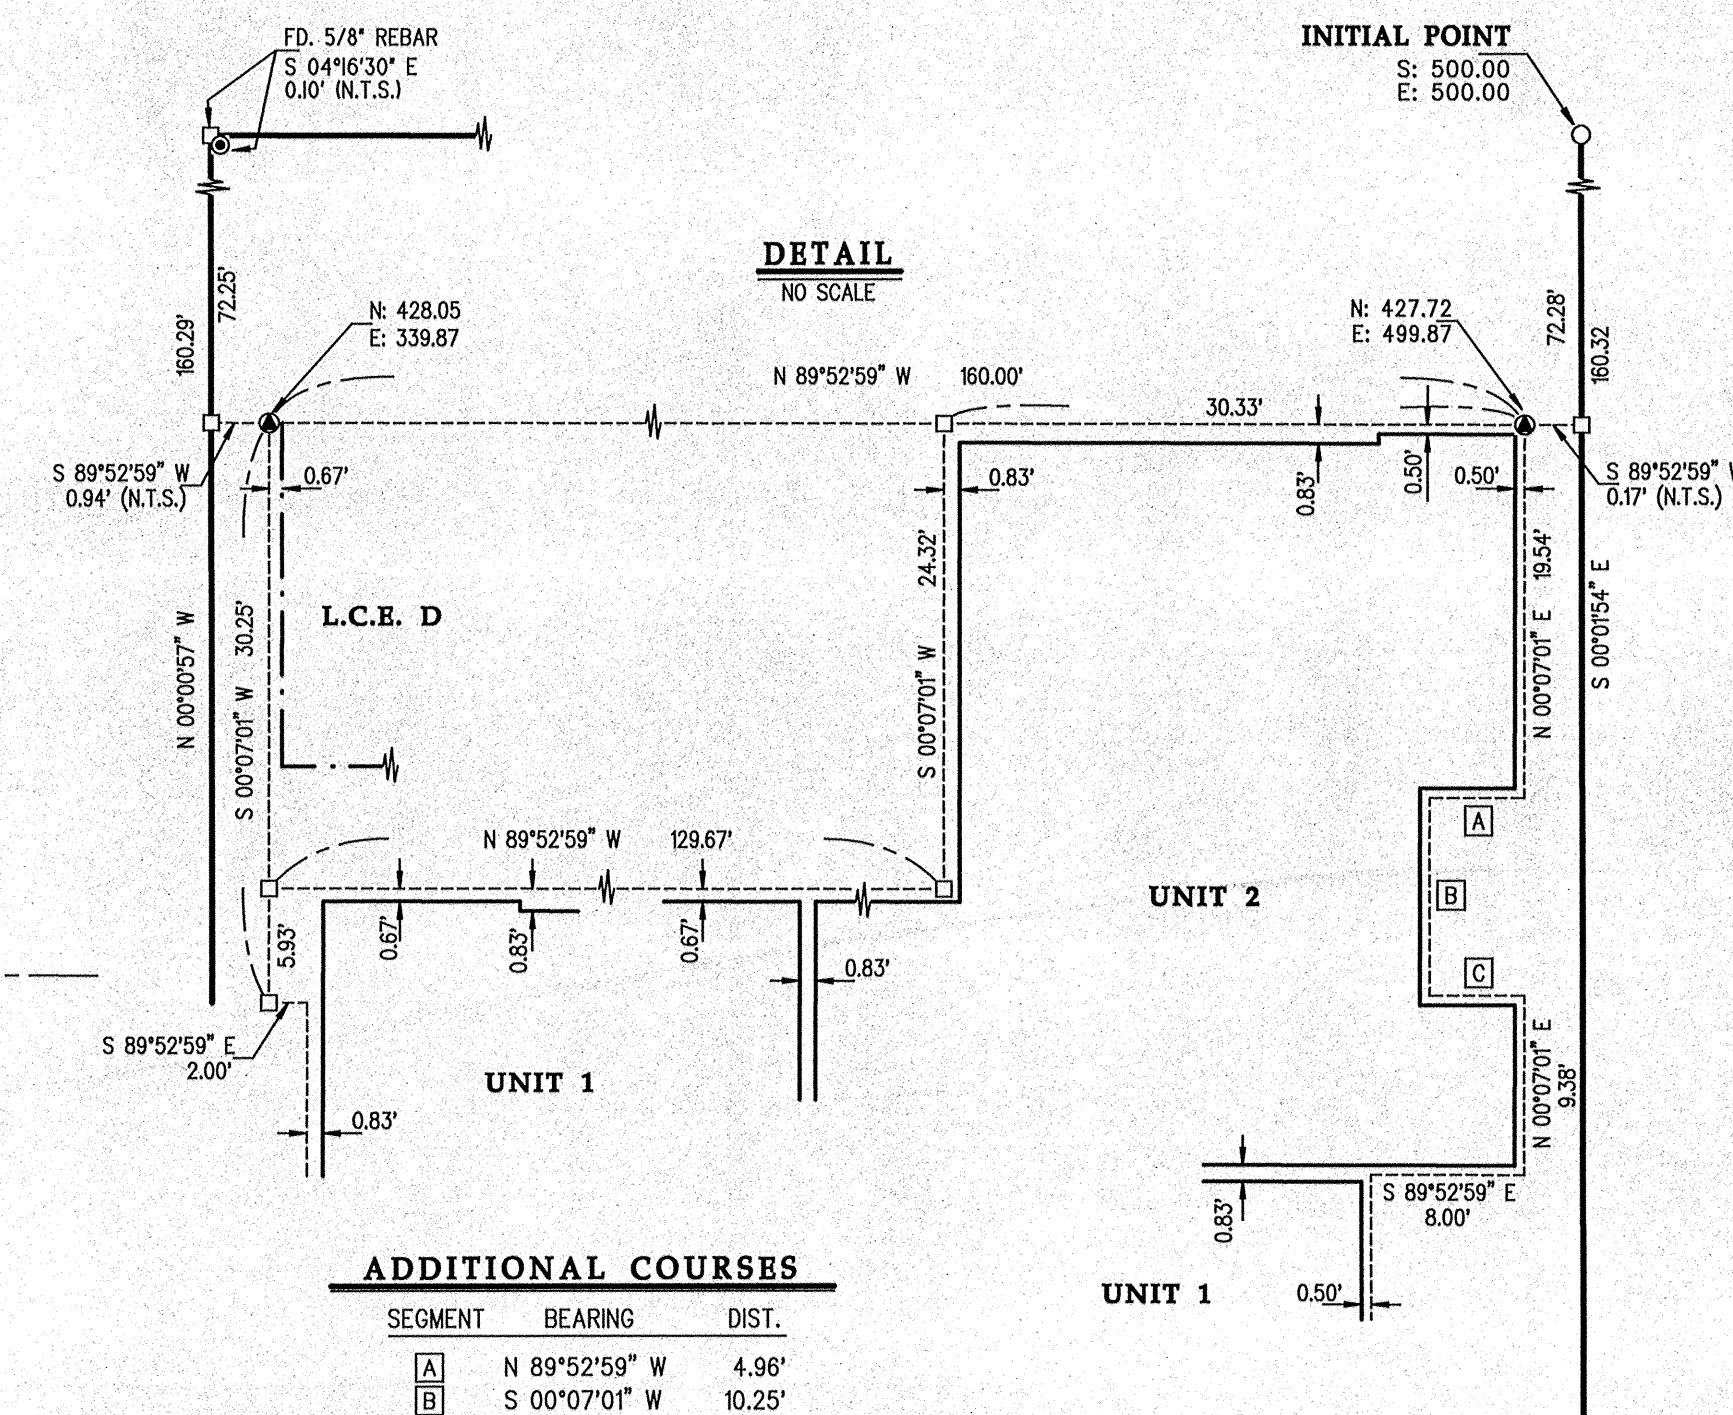 FD. 5/8" REBAR
S 04°16'30" E
0.10' (N.T.S.)
INITIAL POINT
S: 500.00
E: 500.00
DETAIL
NO SCALE
160.29'
72.25'
N: 428.05
E: 339.87
N: 427.72
E: 499.87
72.28'
160.32
N 89°52'59" W 160.00'
30.33'
S 89°52'59" W
0.94' (N.T.S.)
0.67'
0.83'
0.83'
0.50'
0.50'
S 89°52'59"
0.17' (N.T.S.)
N 00°00'57" W
S 00°07'01" W 30.25'
L.C.E. D
24.32'
S 00°07'01" W
19.54'
N 00°07'01" E
S 00°01'54" E
N 89°52'59" W 129.67'
A
UNIT 2
B
5.93'
0.67'
0.83'
0.67'
0.83'
C
S 89°52'59" E
2.00'
UNIT 1
0.83'
N 00°07'01" E
9.38'
0.83'
S 89°52'59" E
8.00'
UNIT 1
0.50'
ADDITIONAL COURSES
SEGMENT BEARING DIST.
A N 89°52'59" W 4.96'
B S 00°07'01" W 10.25'